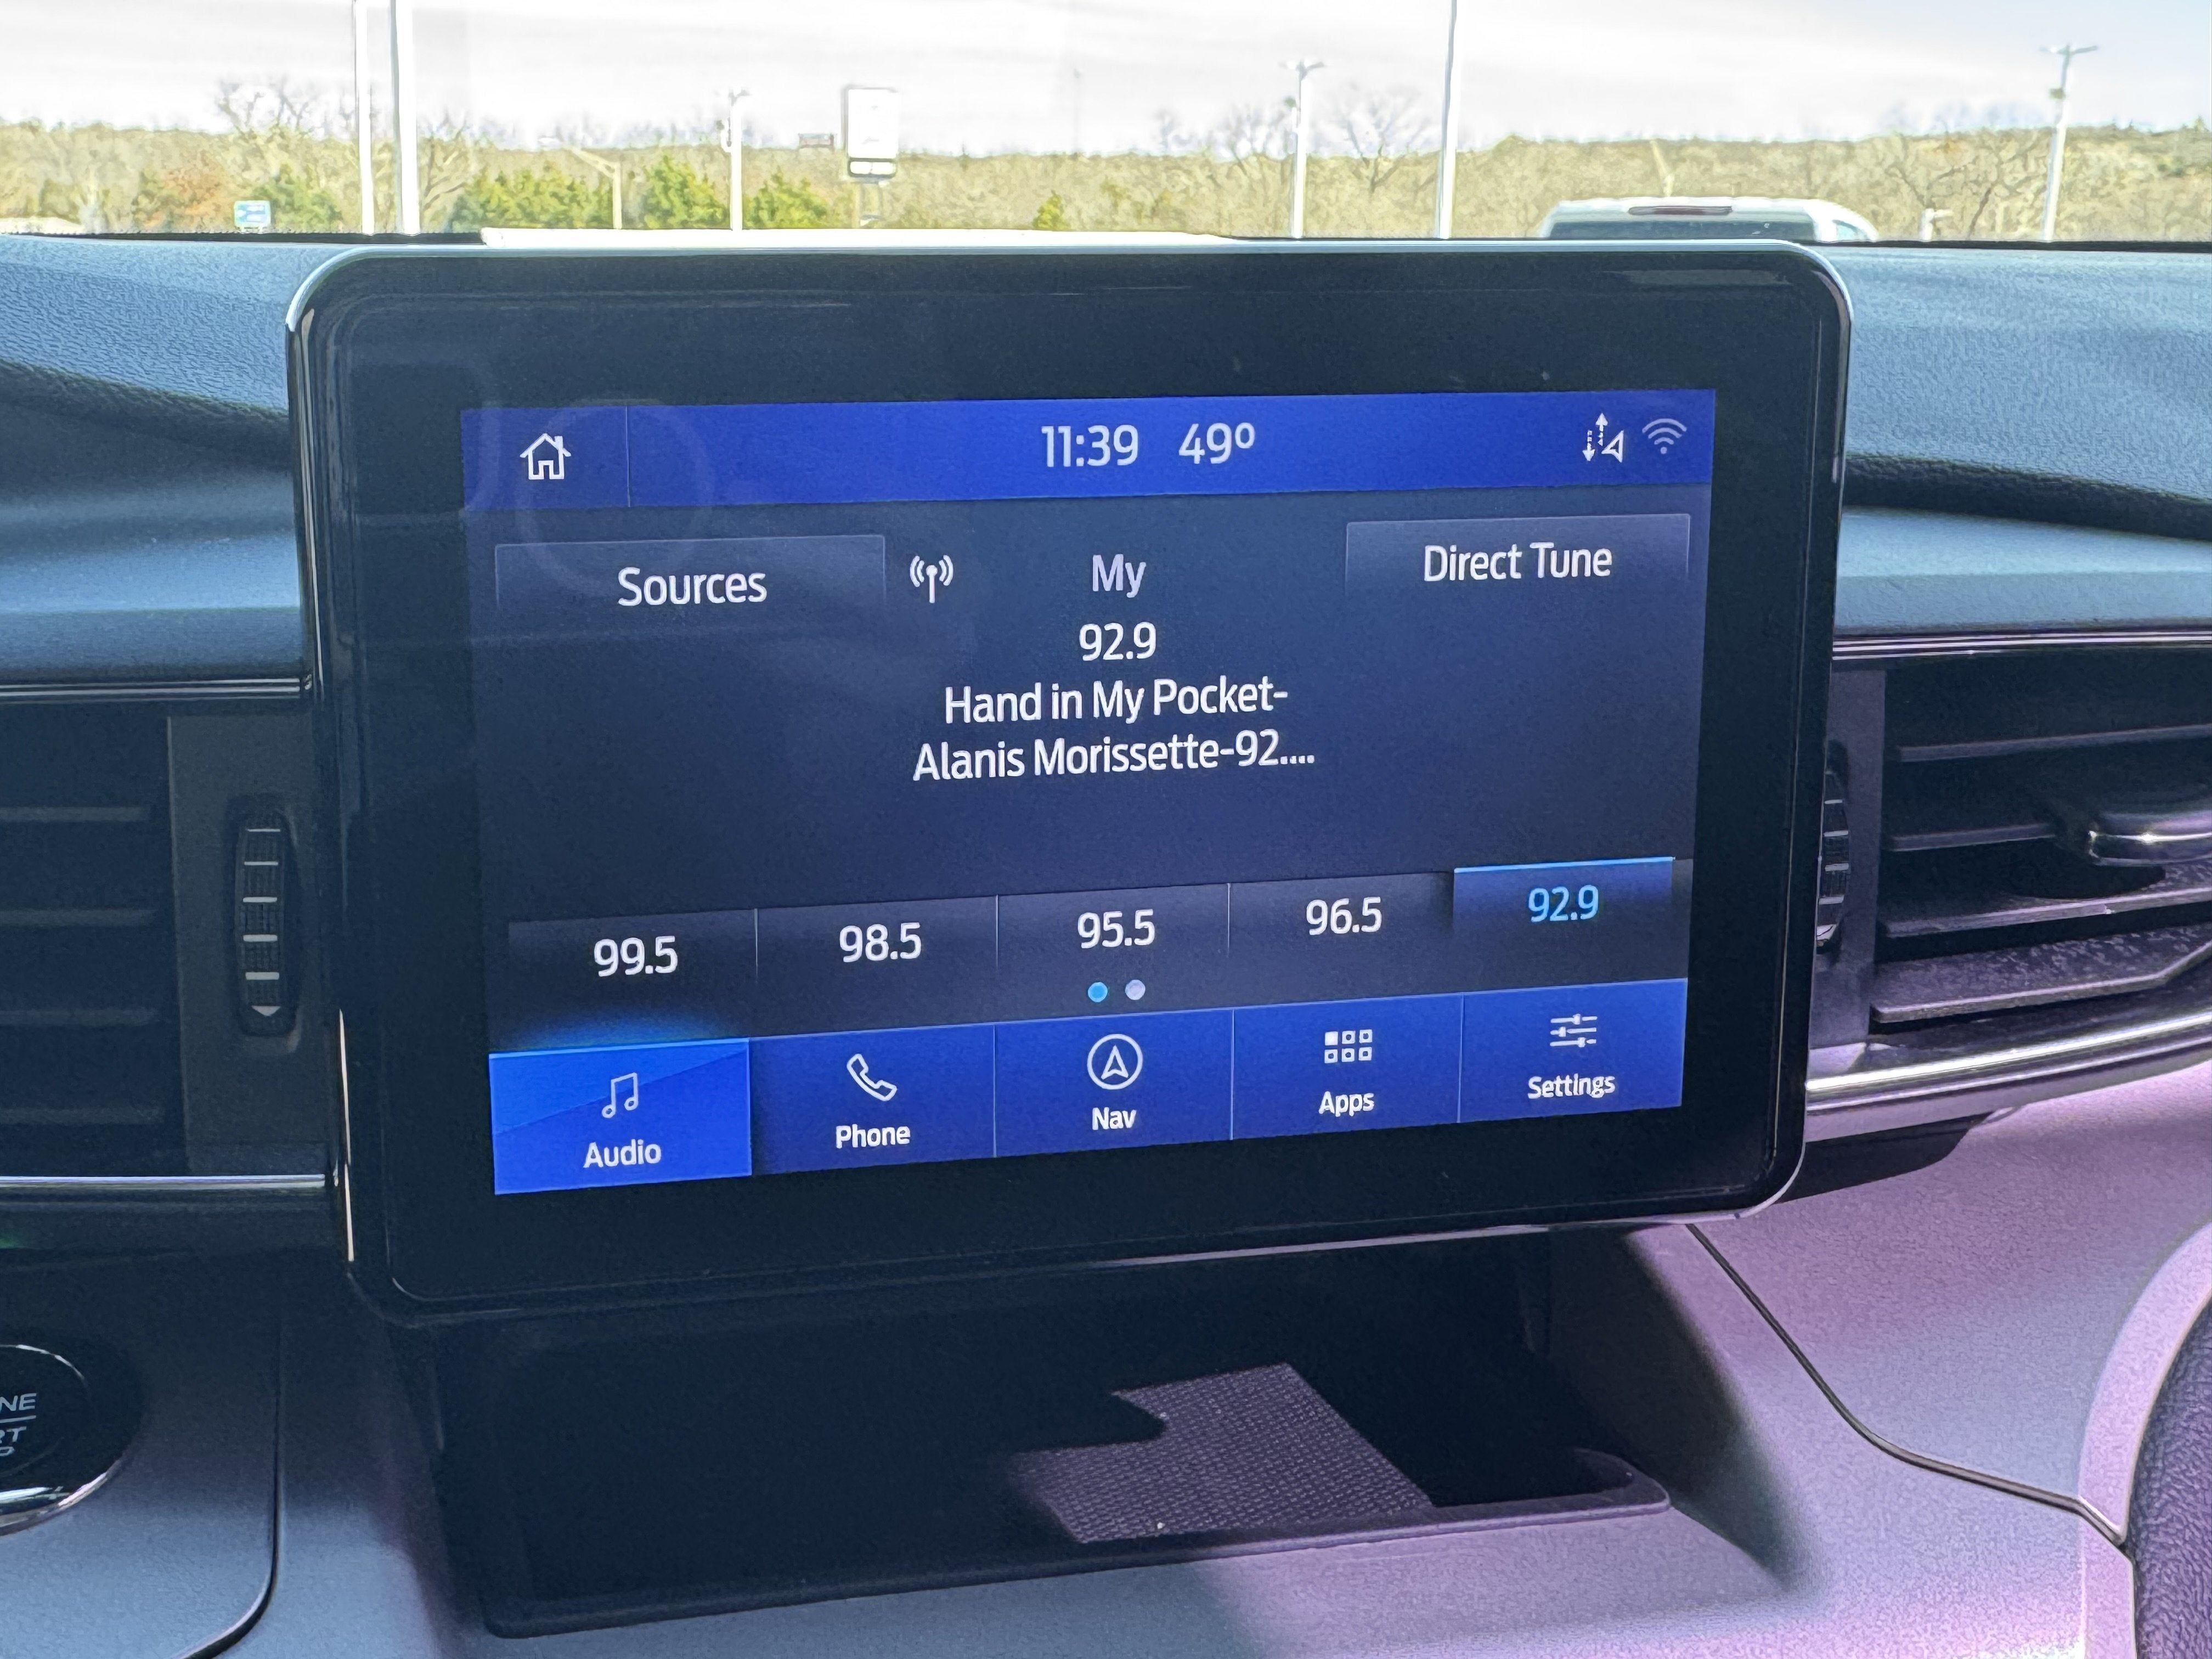 11:39 49º
Sources
My
Direct Tune
92.9
Hand in My Pocket-
Alanis Morissette-92....
99.5 98.5 95.5 96.5 92.9
Audio Phone Nav Apps Settings